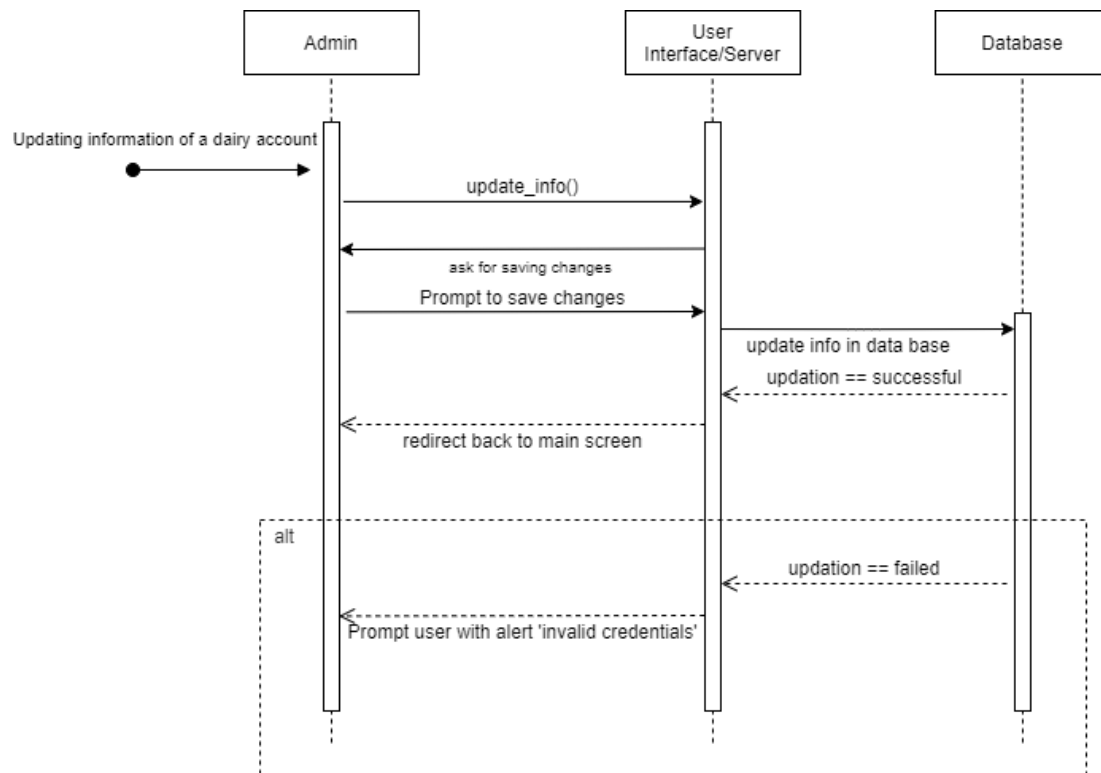 Admin
User
Interface/Server
Database
Updating information of a dairy account
update_info()
ask for saving changes
Prompt to save changes
update info in data base
updation == successful
redirect back to main screen
alt
updation == failed
Prompt user with alert 'invalid credentials'